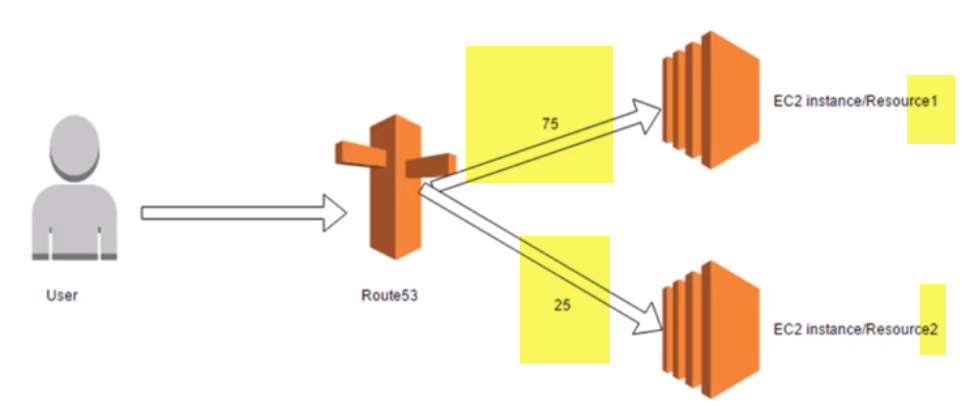 75
EC2 instance/Resource1
User
Route53
25
EC2 instance/Resource2